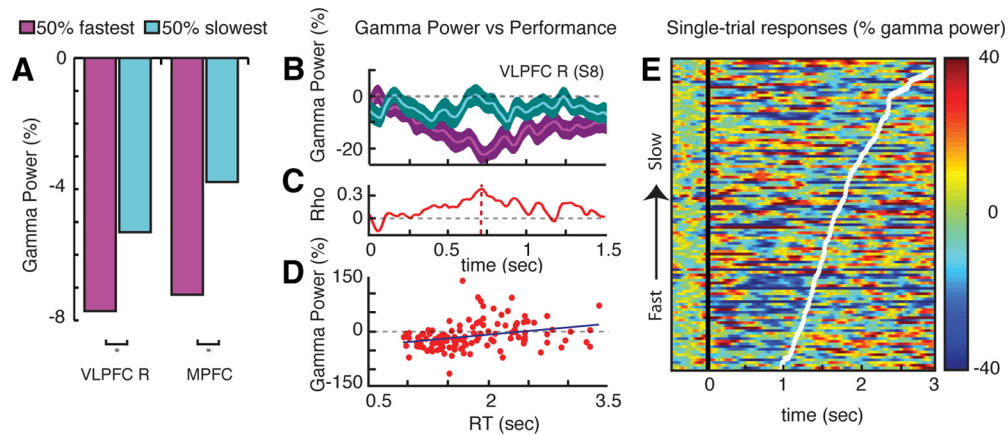 50% fastest 50% slowest
A
0
-4
-8
Gamma Power (%)
* *
VLPFC R MPFC
Gamma Power vs Performance
B
VLPFC R (S8)
Gamma Power (%)
0
-20
C
Rho
0.3
0
0 0.5 1 1.5
time (sec)
D
Gamma Power (%)
150
0
-150
0.5 2 3.5
RT (sec)
Single-trial responses (% gamma power)
E
Slow
Fast
0 1 2 3
time (sec)
40
0
-40